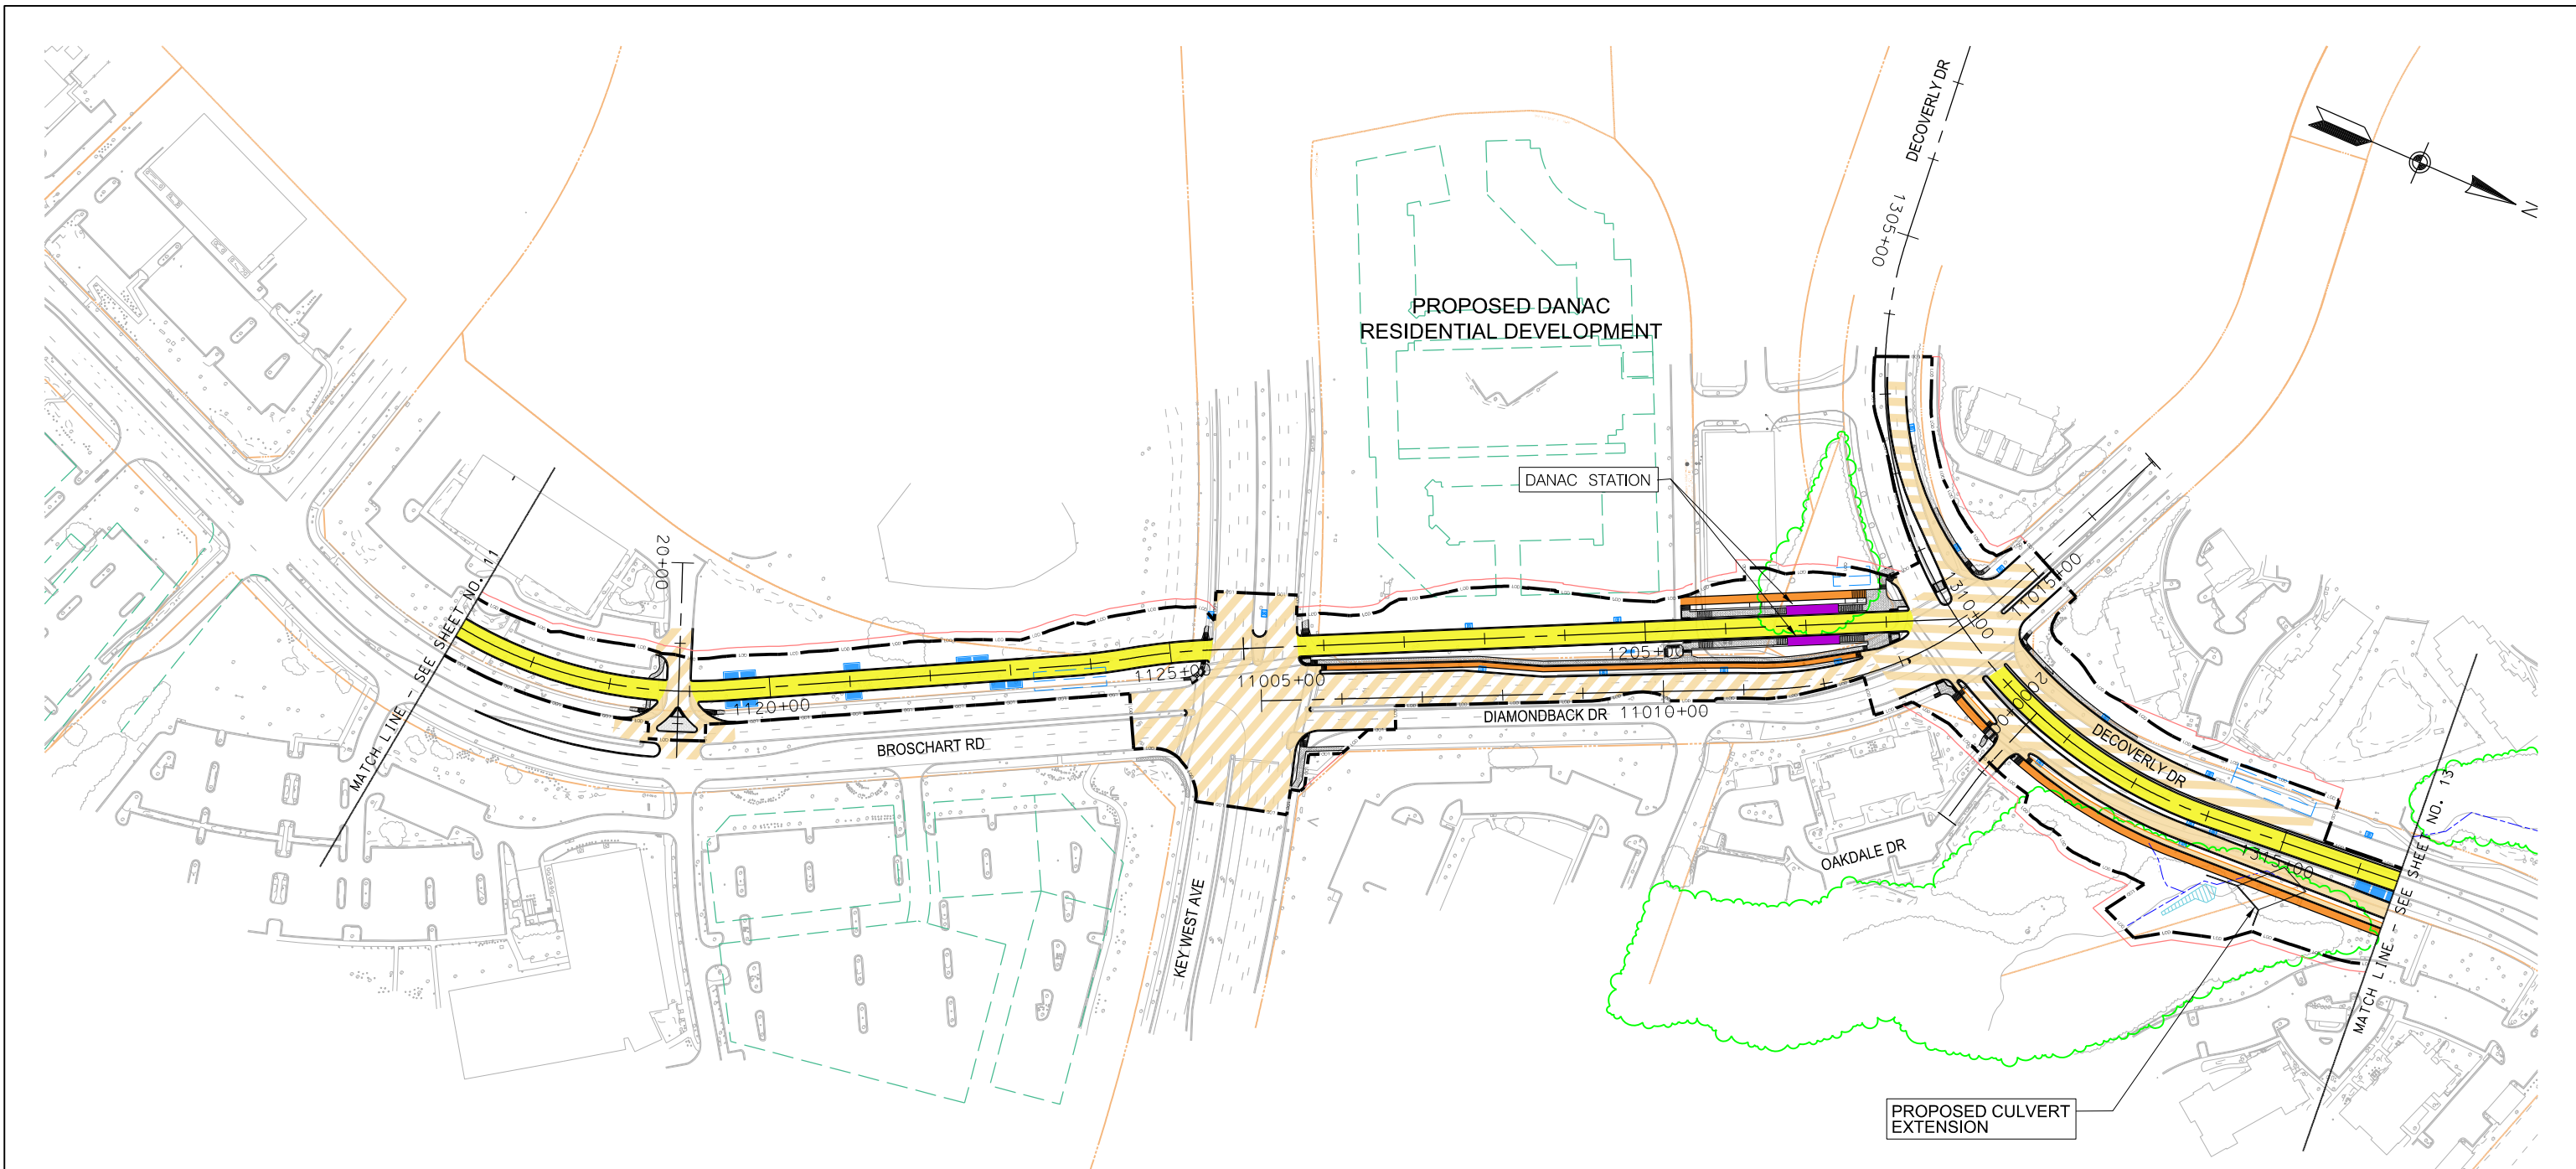 DECOVERLY DR
1305+00
N
PROPOSED DANAC
RESIDENTIAL DEVELOPMENT
DANAC STATION
MATCH LINE - SEE SHEET NO. 11
20+00
1120+00
BROSCHART RD
1125+00
11005+00
1205+00
DIAMONDBACK DR
11010+00
1310+00
1015+00
DECOVERLY DR
1315+00
OAKDALE DR
KEY WEST AVE
MATCH LINE - SEE SHEET NO. 13
PROPOSED CULVERT
EXTENSION